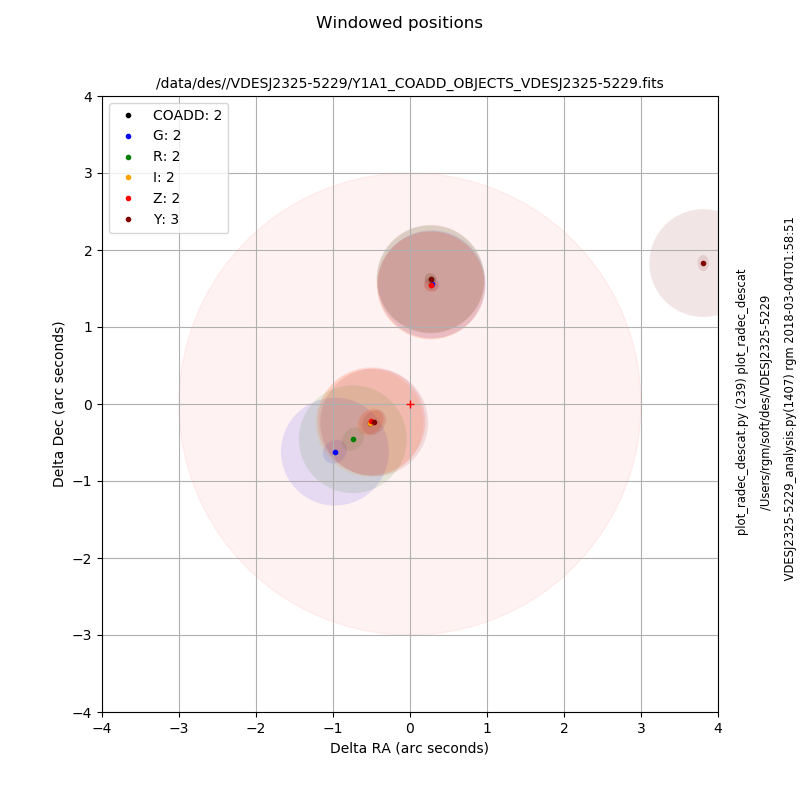 Windowed positions
/data/des//VDESJ2325-5229/Y1A1_COADD_OBJECTS_VDESJ2325-5229.fits
COADD: 2
G: 2
R: 2
I: 2
Z: 2
Y: 3
4
3
2
1
0
−1
−2
−3
−4
Delta Dec (arc seconds)
−4 −3 −2 −1 0 1 2 3 4
Delta RA (arc seconds)
plot_radec_descat.py (239) plot_radec_descat
/Users/rgm/soft/des/VDESJ2325-5229
VDESJ2325-5229_analysis.py(1407) rgm 2018-03-04T01:58:51